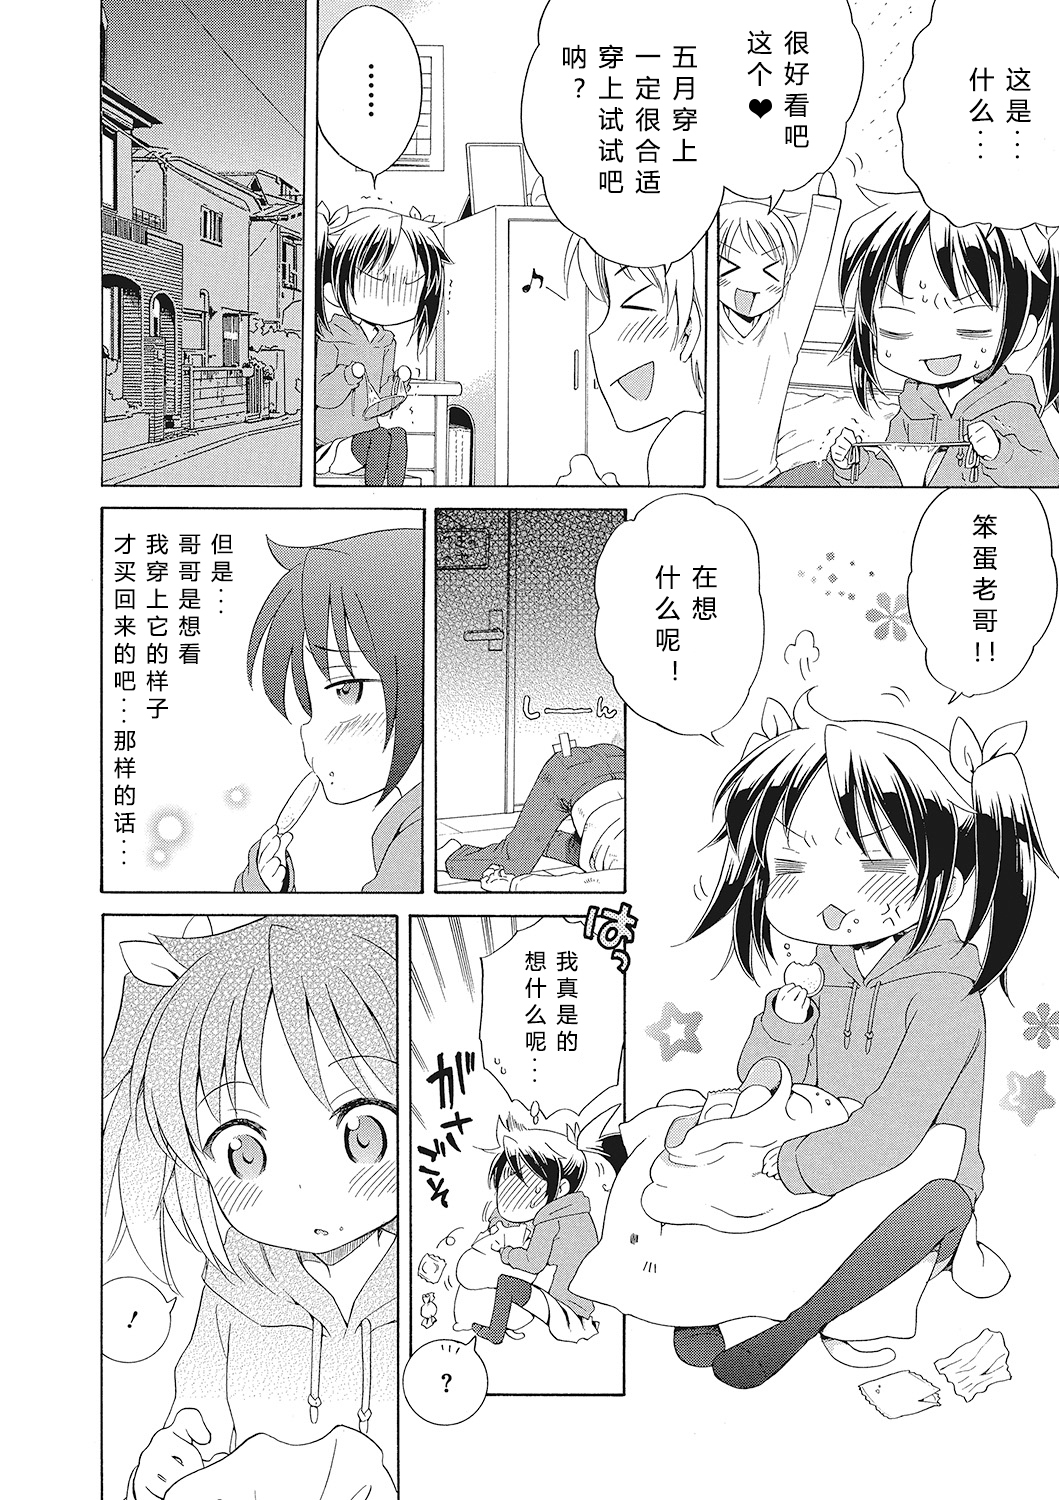 这是…
什么…
很好看吧
这个❤
五月穿上
一定很合适
穿上试试吧
呐？
……
笨蛋老哥!!
在想
什么呢！
しーーん
但是…
哥哥是想看
我穿上它的样子
才买回来的吧…那样的话…
はっ
我真是的
想什么呢…
ガサ
ごそ
？
！